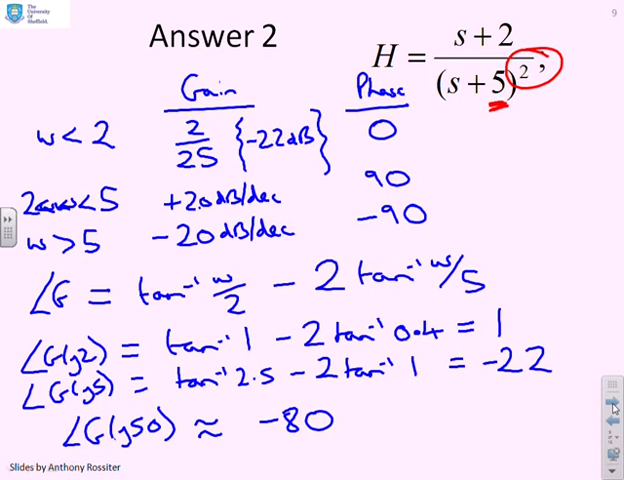 The University Of Sheffield.
9
Answer 2
H = s + 2 / (s + 5)²,
Gain Phase
w < 2 2/25 {-22dB} 0
2<w<5 +20dB/dec 90
w > 5 -20dB/dec -90
∠G = tan⁻¹ w/2 - 2 tan⁻¹ w/5
∠G(j2) = tan⁻¹ 1 - 2 tan⁻¹ 0.4 = 1
∠G(j5) = tan⁻¹ 2.5 - 2 tan⁻¹ 1 = -22
∠G(j50) ≈ -80
Slides by Anthony Rossiter